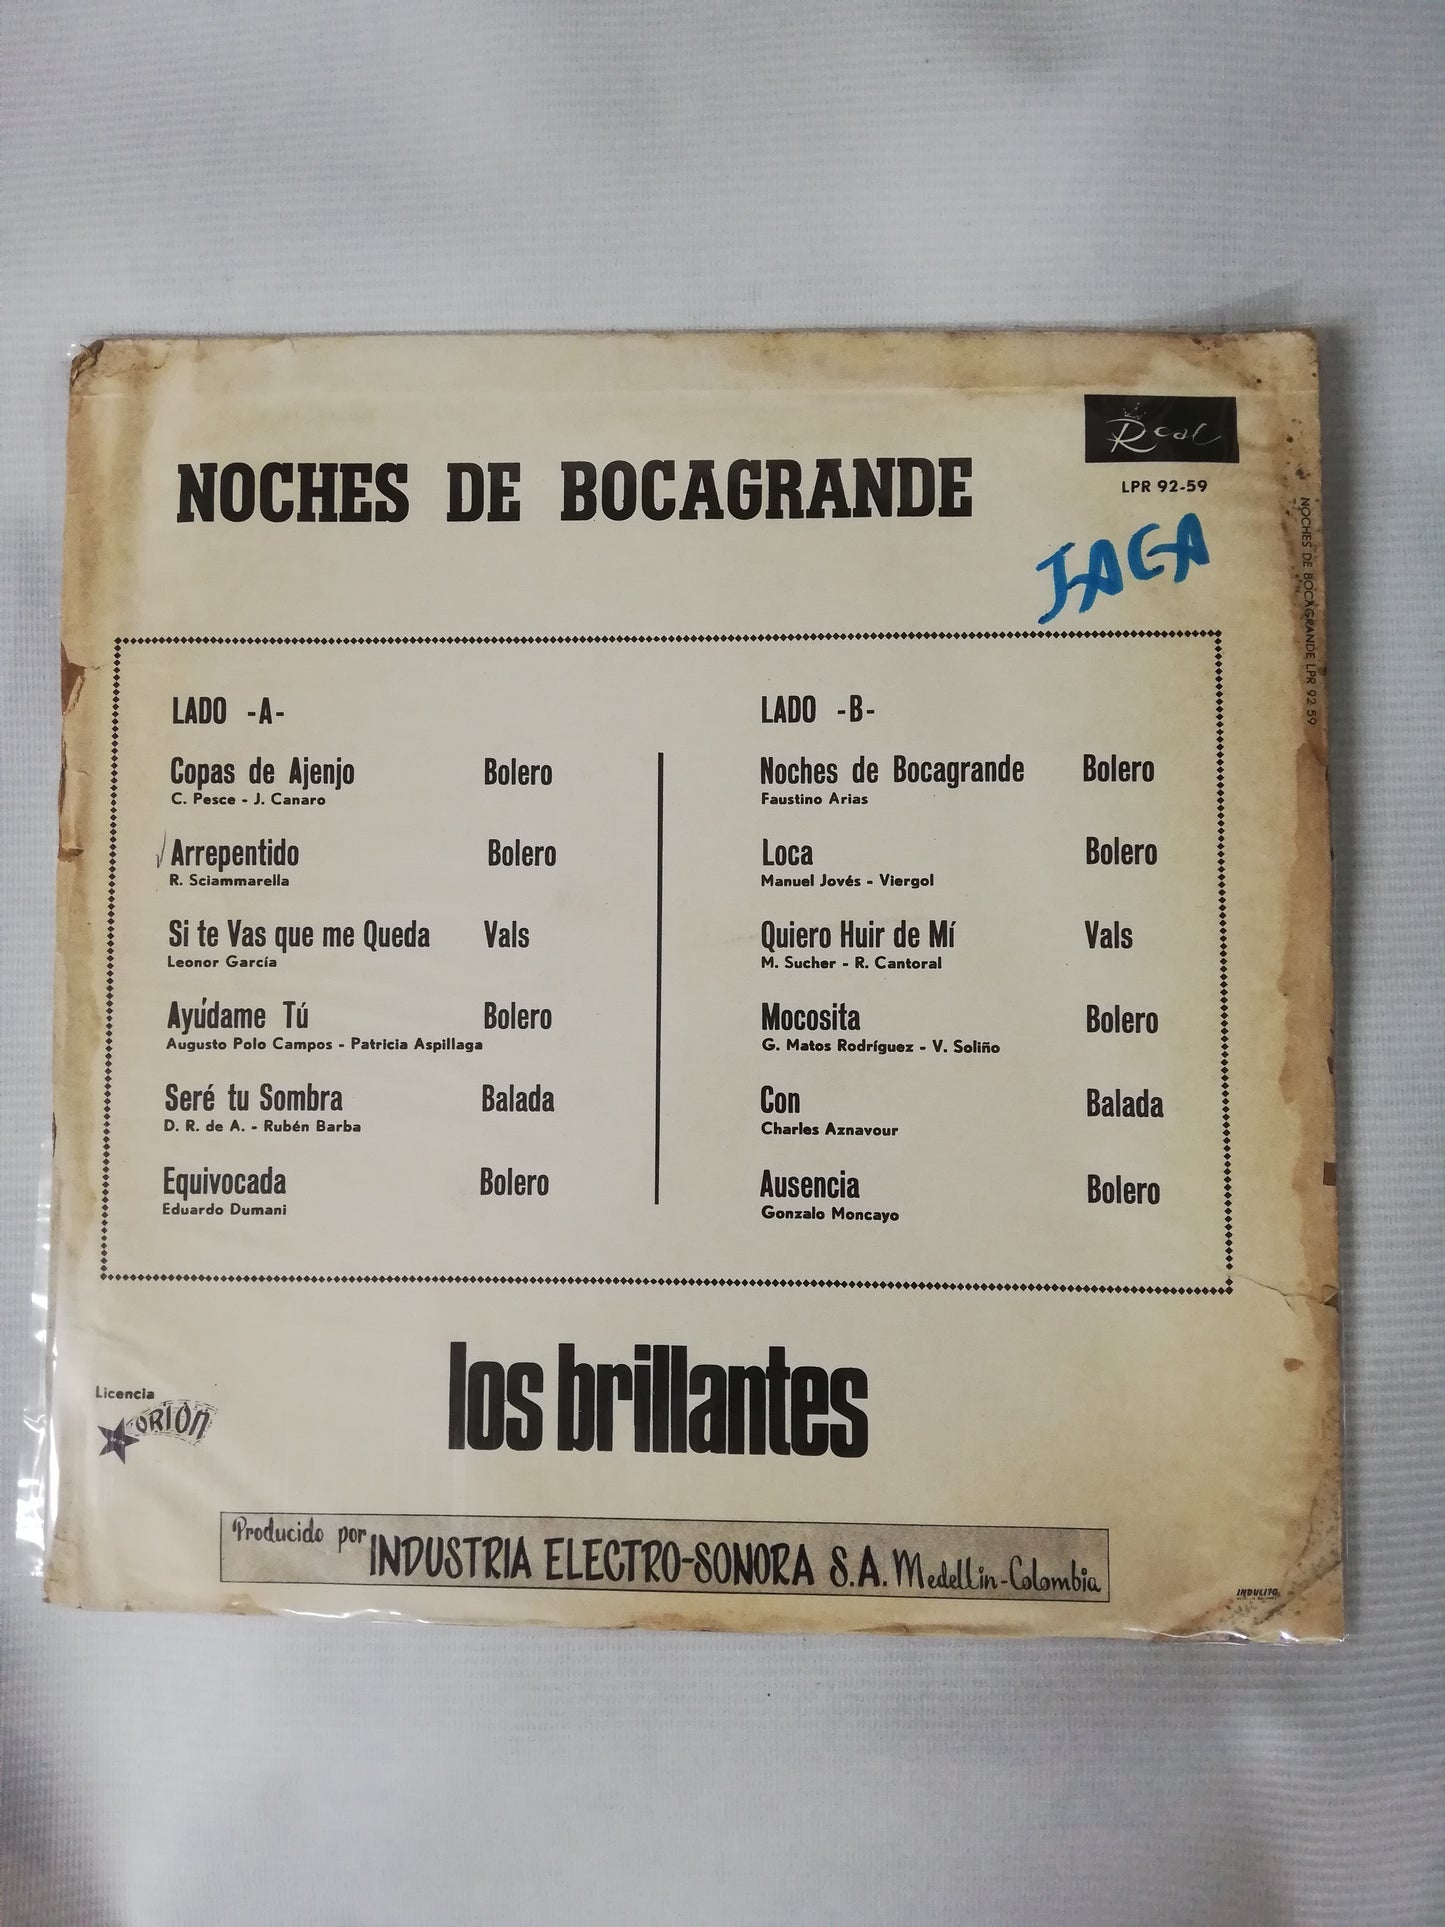 Real
LPR 92-59
NOCHES DE BOCAGRANDE
JAGA
NOCHES DE BOCAGRANDE LPR 92 59
LADO -A-
Copas de Ajenjo Bolero
C. Pesce - J. Canaro
Arrepentido Bolero
R. Sciammarella
Si te Vas que me Queda Vals
Leonor García
Ayúdame Tú Bolero
Augusto Polo Campos - Patricia Aspillaga
Seré tu Sombra Balada
D. R. de A. - Rubén Barba
Equivocada Bolero
Eduardo Dumani
LADO -B-
Noches de Bocagrande Bolero
Faustino Arias
Loca Bolero
Manuel Jovés - Viergol
Quiero Huir de Mí Vals
M. Sucher - R. Cantoral
Mocosita Bolero
G. Matos Rodríguez - V. Soliño
Con Balada
Charles Aznavour
Ausencia Bolero
Gonzalo Moncayo
Licencia
ORION
los brillantes
Producido por INDUSTRIA ELECTRO-SONORA S.A. Medellin-Colombia
INDULITO